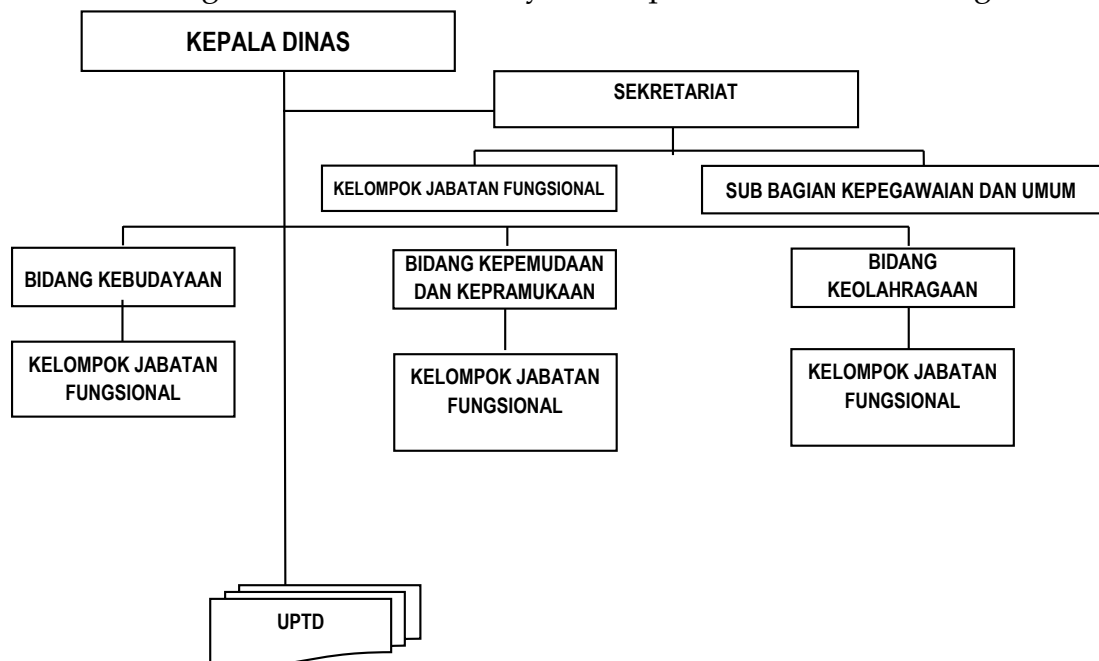 KEPALA DINAS
SEKRETARIAT
KELOMPOK JABATAN FUNGSIONAL
SUB BAGIAN KEPEGAWAIAN DAN UMUM
BIDANG KEBUDAYAAN
BIDANG KEPEMUDAAN
DAN KEPRAMUKAAN
BIDANG
KEOLAHRAGAAN
KELOMPOK JABATAN
FUNGSIONAL
KELOMPOK JABATAN
FUNGSIONAL
KELOMPOK JABATAN
FUNGSIONAL
UPTD